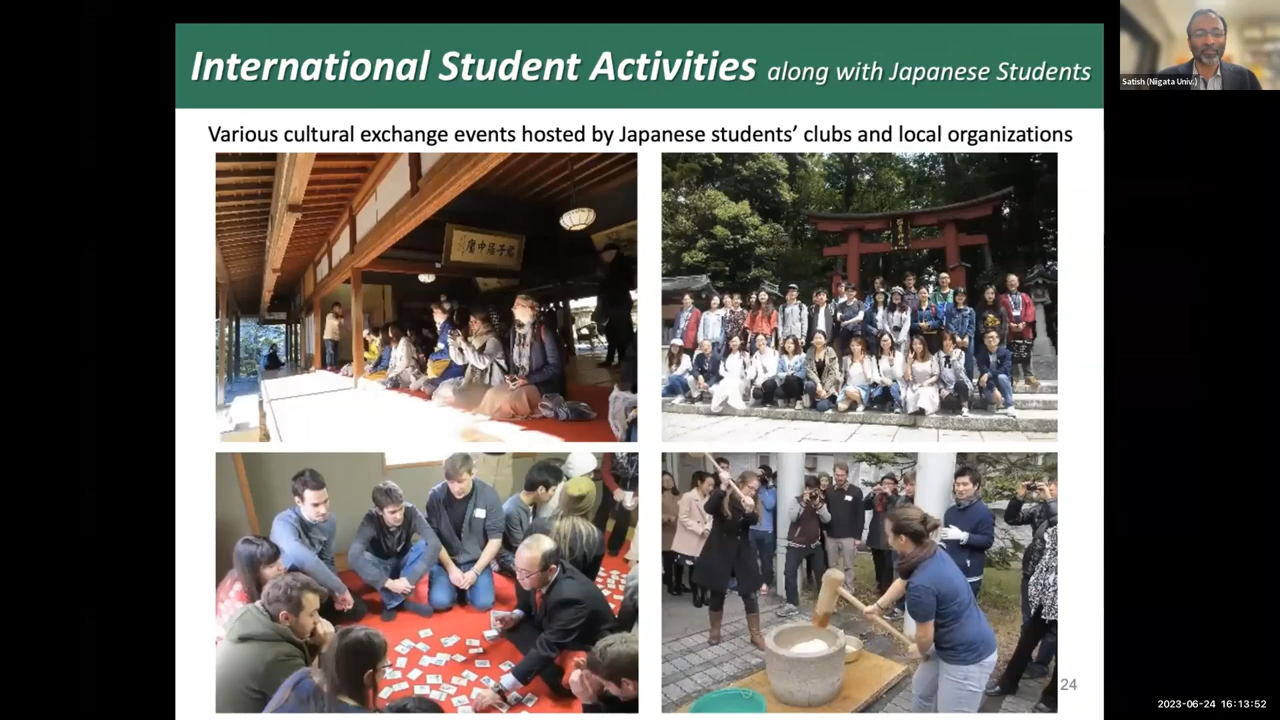 International Student Activities along with Japanese Students
Satish (Niigata Univ.)
Various cultural exchange events hosted by Japanese students’ clubs and local organizations
24
2023-06-24 16:13:52